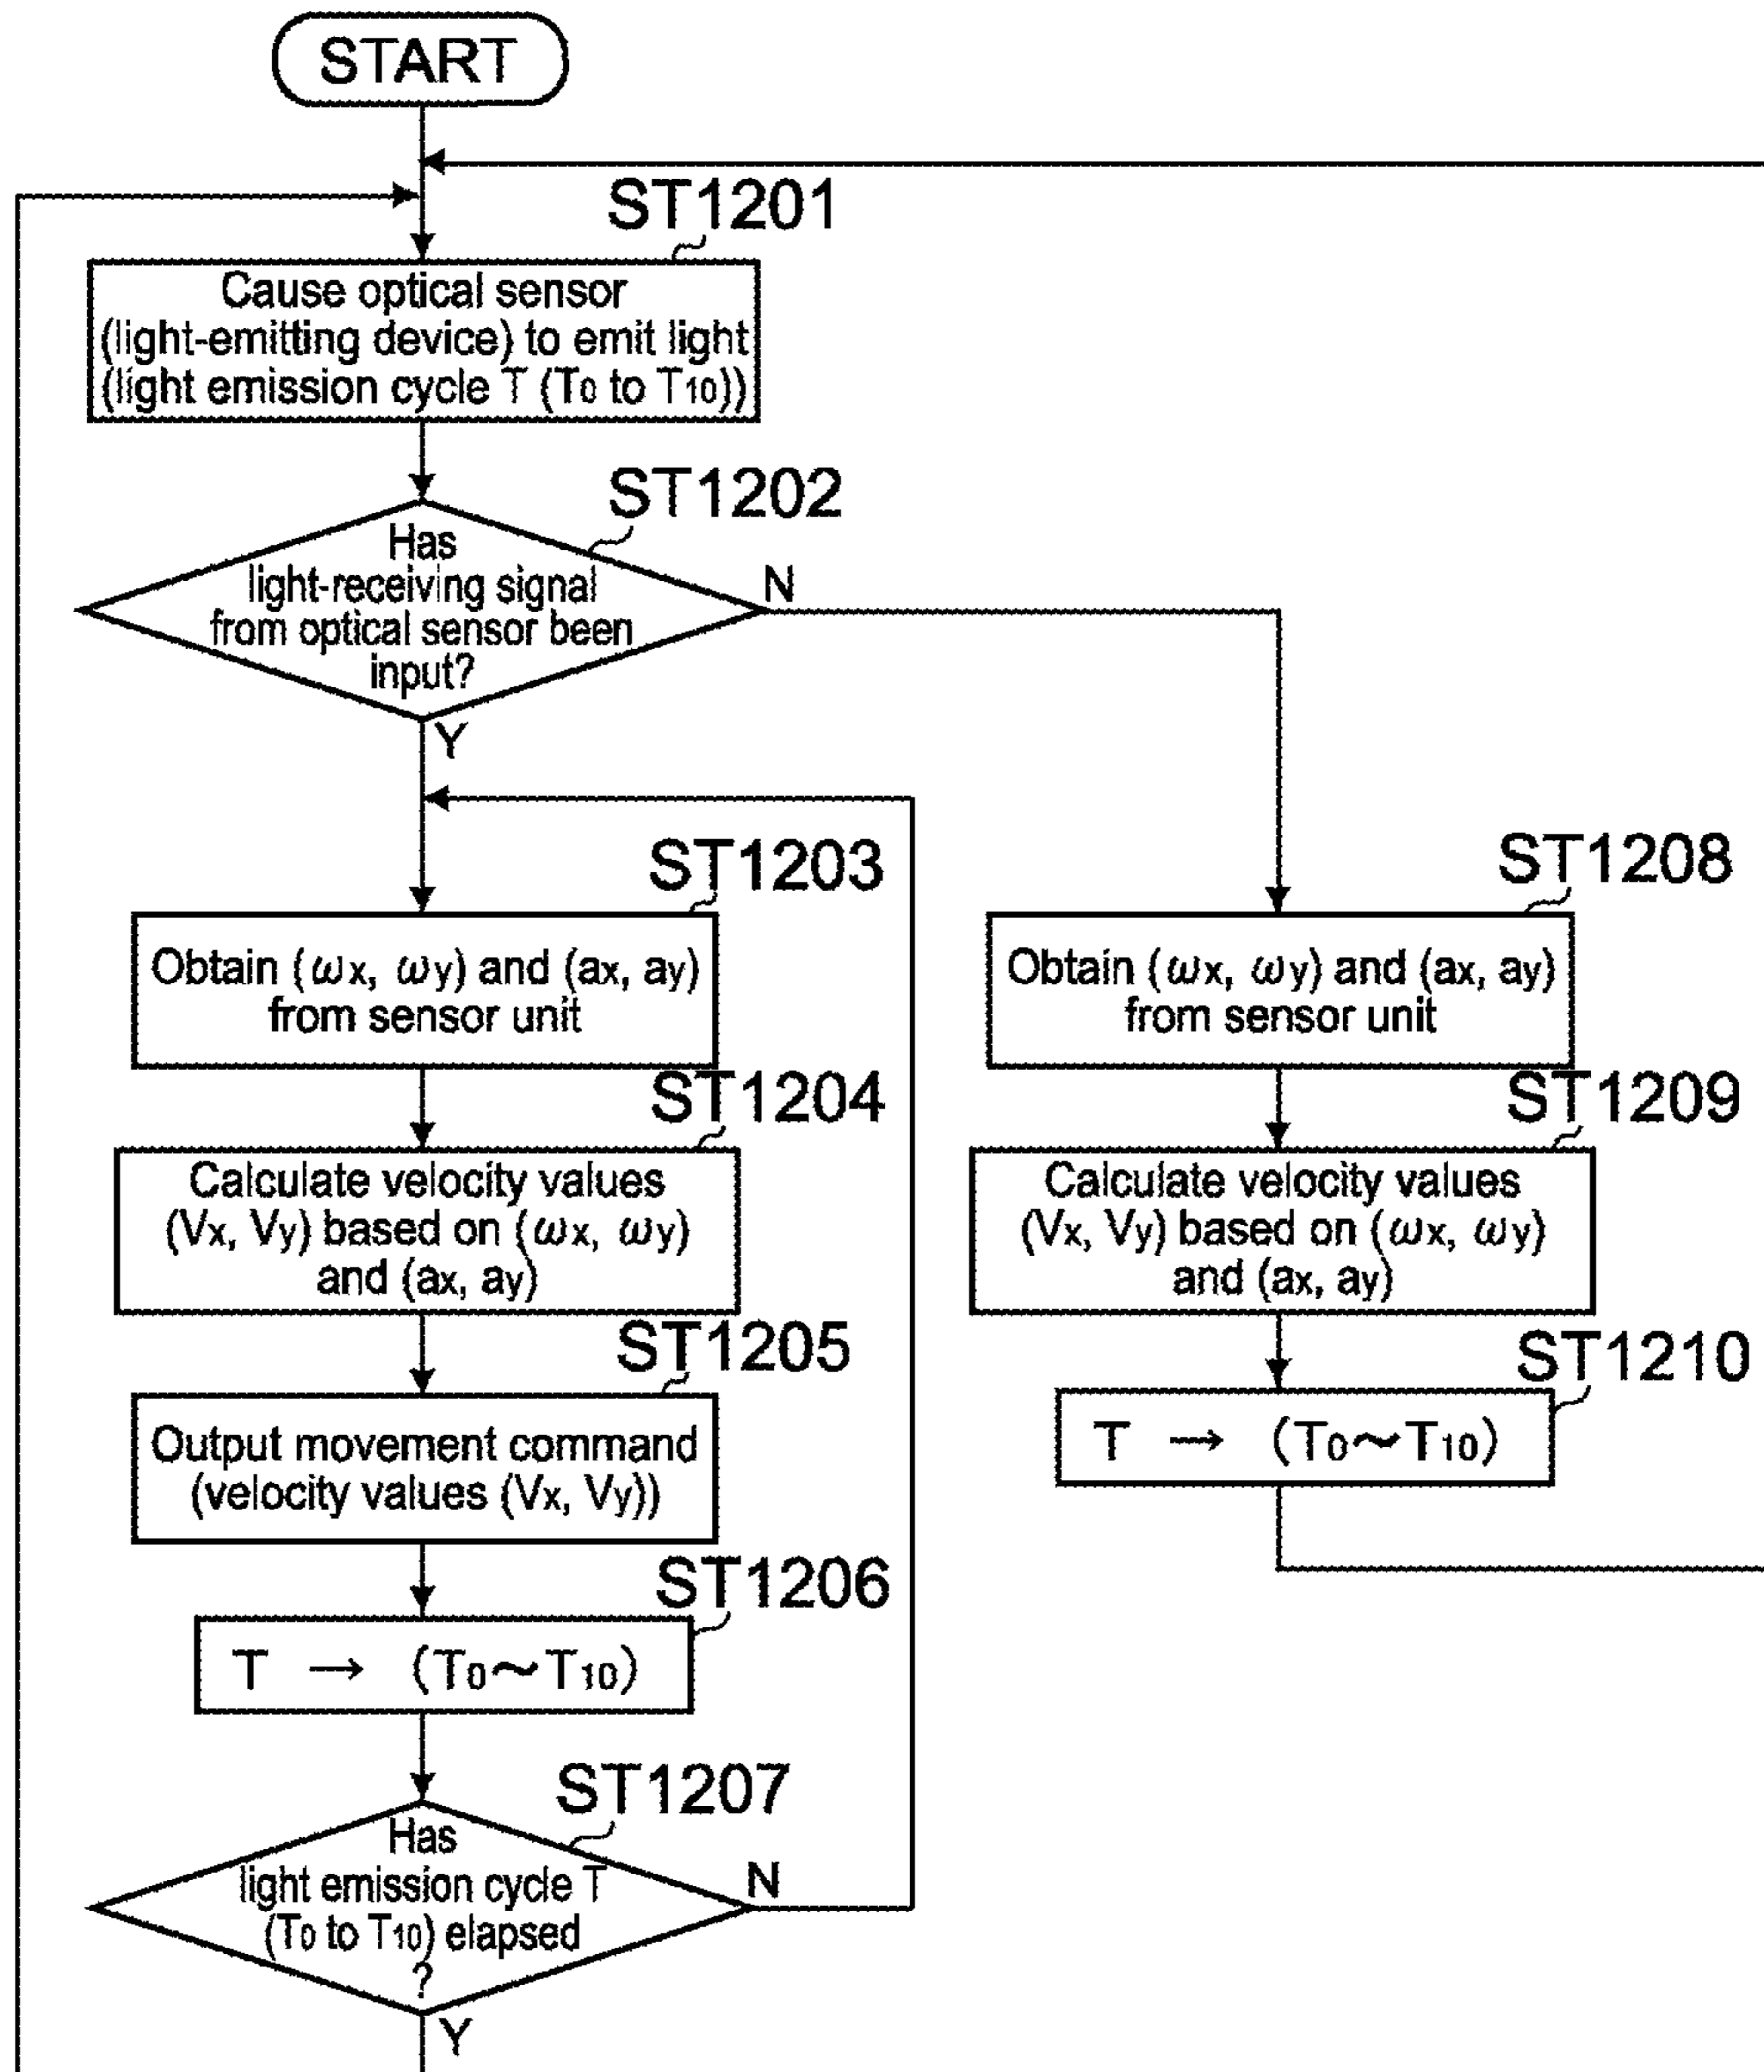 START
ST1201
Cause optical sensor
(light-emitting device) to emit light
(light emission cycle T (T0 to T10))
ST1202
Has
light-receiving signal
from optical sensor been
input?
N
Y
ST1203
Obtain (ωx, ωy) and (ax, ay)
from sensor unit
ST1204
Calculate velocity values
(Vx, Vy) based on (ωx, ωy)
and (ax, ay)
ST1205
Output movement command
(velocity values (Vx, Vy))
ST1206
T → (T0~T10)
ST1207
Has
light emission cycle T
(T0 to T10) elapsed
?
N
Y
ST1208
Obtain (ωx, ωy) and (ax, ay)
from sensor unit
ST1209
Calculate velocity values
(Vx, Vy) based on (ωx, ωy)
and (ax, ay)
ST1210
T → (T0~T10)